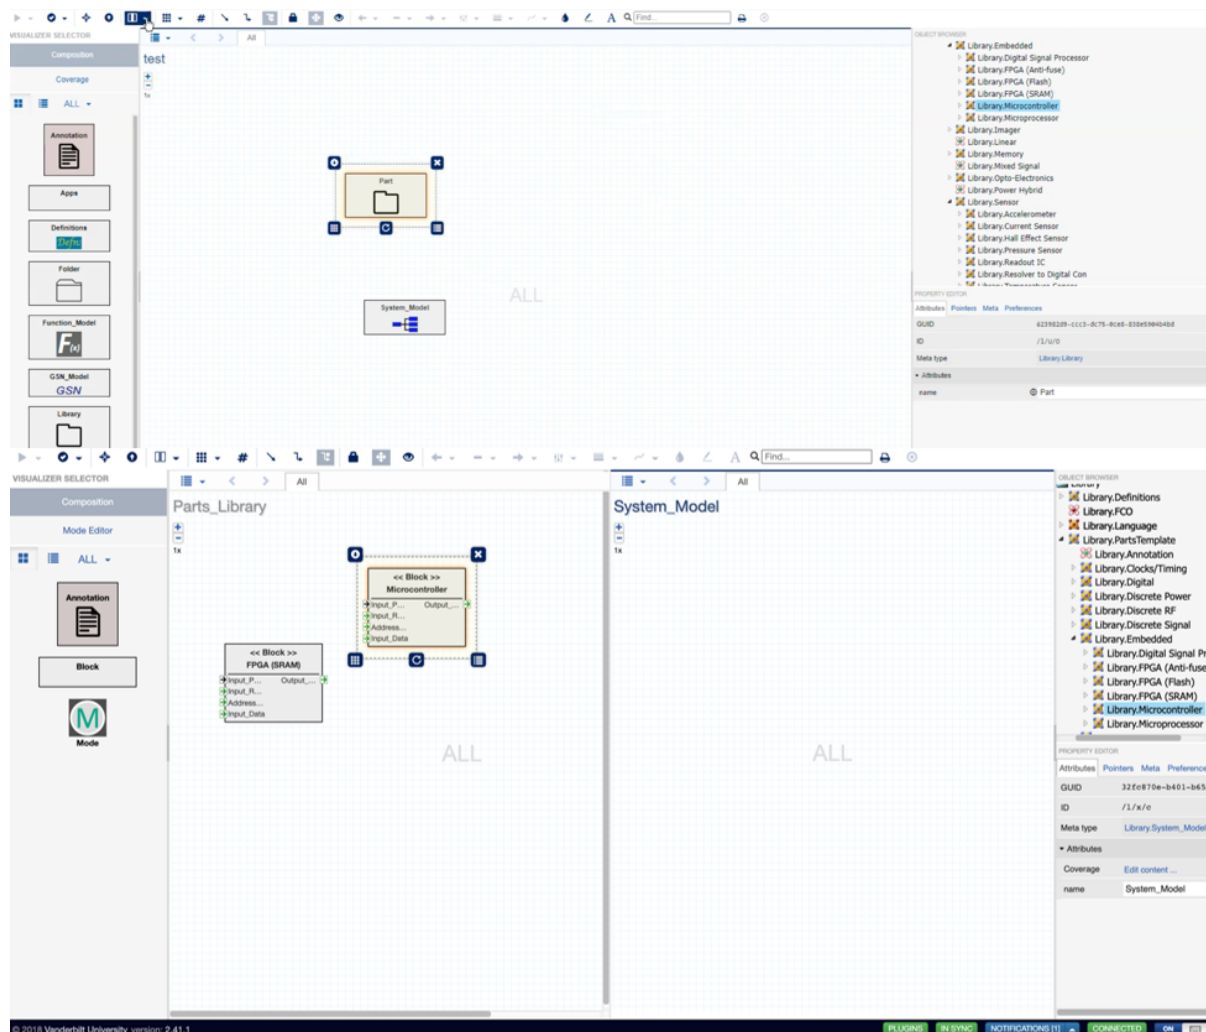 Find...
VISUALIZER SELECTOR
Composition
Coverage
ALL
Annotation
Apps
Definitions
Defn:
Folder
Function_Model
F(x)
GSN_Model
GSN
Library
All
test
1x
Part
System_Model
ALL
OBJECT BROWSER
Library.Embedded
Library.Digital Signal Processor
Library.FPGA (Anti-fuse)
Library.FPGA (Flash)
Library.FPGA (SRAM)
Library.Microcontroller
Library.Microprocessor
Library.Imager
Library.Linear
Library.Memory
Library.Mixed Signal
Library.Opto-Electronics
Library.Power Hybrid
Library.Sensor
Library.Accelerometer
Library.Current Sensor
Library.Hall Effect Sensor
Library.Pressure Sensor
Library.Readout IC
Library.Resolver to Digital Con
Library.Temperature Sensor
PROPERTY EDITOR
Attributes Pointers Meta Preferences
GUID
ID /1/u/0
Meta type Library.Library
Attributes
name Part
Find...
VISUALIZER SELECTOR
Composition
Mode Editor
ALL
Annotation
Block
M
Mode
All
Parts_Library
1x
<< Block >>
Microcontroller
Input_P... Output_...
Input_R...
Address...
Input_Data
<< Block >>
FPGA (SRAM)
Input_P... Output_...
Input_R...
Address...
Input_Data
ALL
All
System_Model
1x
ALL
OBJECT BROWSER
Library.Definitions
Library.FCO
Library.Language
Library.PartsTemplate
Library.Annotation
Library.Clocks/Timing
Library.Digital
Library.Discrete Power
Library.Discrete RF
Library.Discrete Signal
Library.Embedded
Library.Digital Signal Pr
Library.FPGA (Anti-fuse
Library.FPGA (Flash)
Library.FPGA (SRAM)
Library.Microcontroller
Library.Microprocessor
PROPERTY EDITOR
Attributes Pointers Meta Preference
GUID 32fc870e-b401-b65
ID /1/x/e
Meta type Library.System_Model
Attributes
Coverage Edit content ...
name System_Model
© 2018 Vanderbilt University version: 2.41.1
PLUGINS IN SYNC NOTIFICATIONS [1] CONNECTED ON